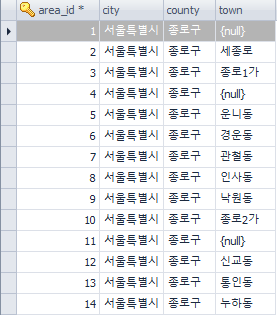 area_id * city county town
1 서울특별시 종로구 {null}
2 서울특별시 종로구 세종로
3 서울특별시 종로구 종로1가
4 서울특별시 종로구 {null}
5 서울특별시 종로구 운니동
6 서울특별시 종로구 경운동
7 서울특별시 종로구 관철동
8 서울특별시 종로구 인사동
9 서울특별시 종로구 낙원동
10 서울특별시 종로구 종로2가
11 서울특별시 종로구 {null}
12 서울특별시 종로구 신교동
13 서울특별시 종로구 통인동
14 서울특별시 종로구 누하동